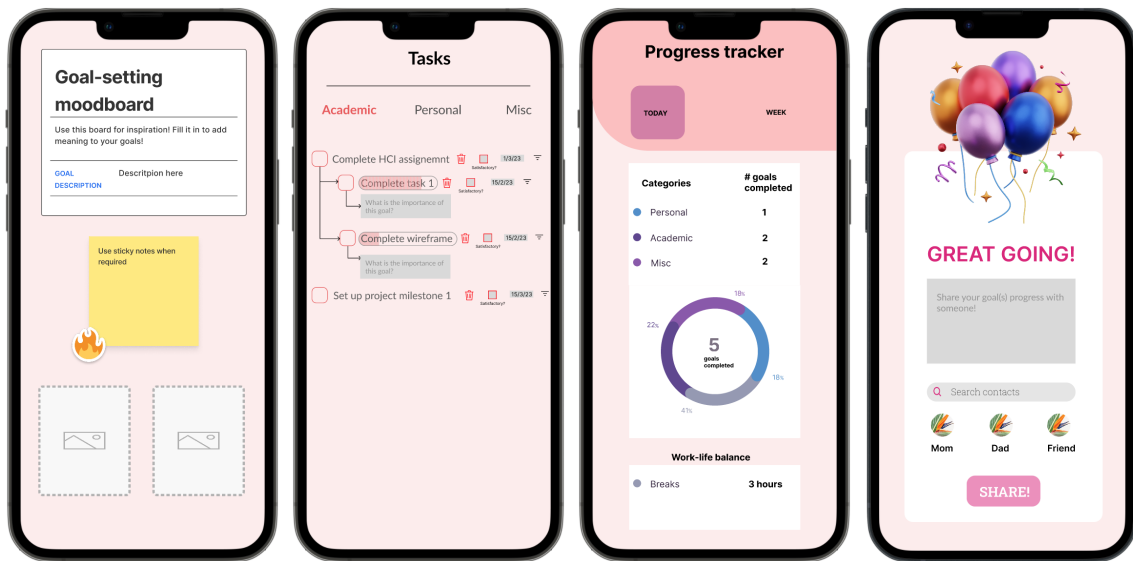 Goal-setting
moodboard
Use this board for inspiration! Fill it in to add
meaning to your goals!
GOAL
DESCRIPTION
Descritpion here
Use sticky notes when
required
Tasks
Academic Personal Misc
Complete HCI assignemnt Satisfactory? 1/3/23
Complete task 1 Satisfactory? 15/2/23
What is the importance of
this goal?
Complete wireframe Satisfactory? 15/2/23
What is the importance of
this goal?
Set up project milestone 1 Satisfactory? 15/3/23
Progress tracker
TODAY WEEK
Categories # goals
completed
Personal 1
Academic 2
Misc 2
18%
22%
5
goals
completed
18%
41%
Work-life balance
Breaks 3 hours
GREAT GOING!
Share your goal(s) progress with
someone!
Search contacts
Mom Dad Friend
SHARE!